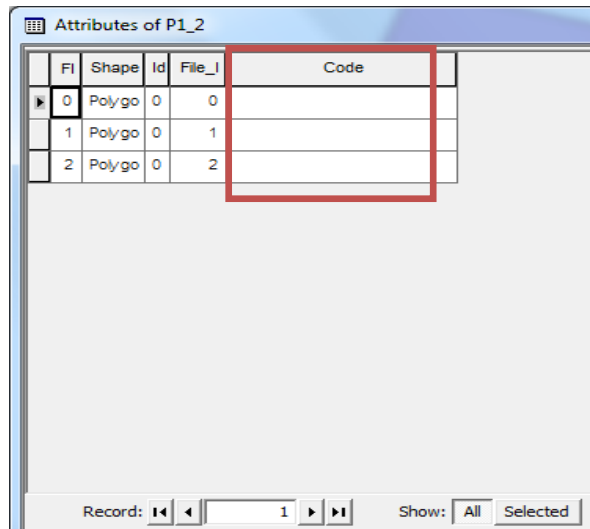 Attributes of P1_2
FI Shape Id File_I Code
0 Polygo 0 0
1 Polygo 0 1
2 Polygo 0 2
Record: 1 Show: All Selected